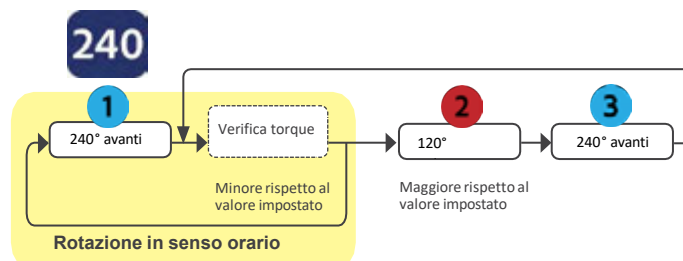 240
1
2
3
240° avanti
Verifica torque
120°
240° avanti
Minore rispetto al
valore impostato
Maggiore rispetto al
valore impostato
Rotazione in senso orario